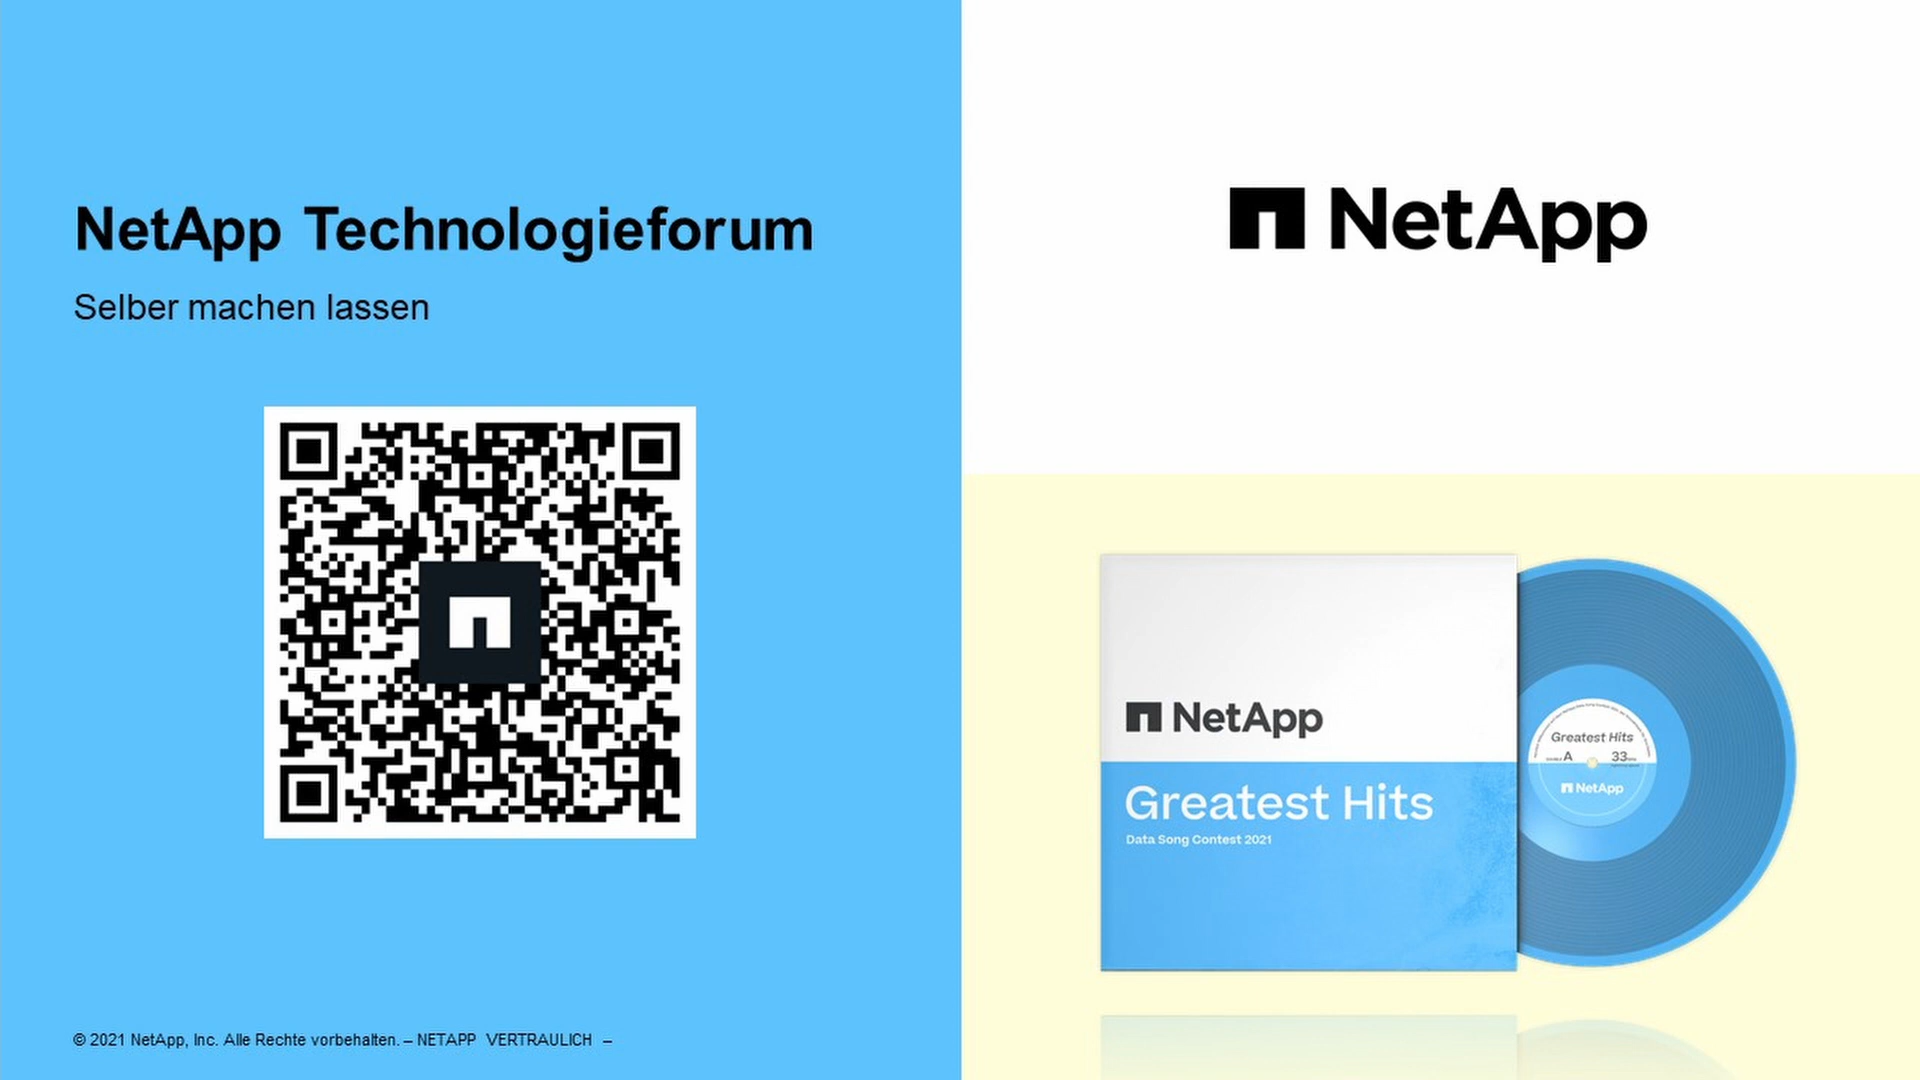 NetApp Technologieforum
Selber machen lassen
© 2021 NetApp, Inc. Alle Rechte vorbehalten. – NETAPP VERTRAULICH –
NetApp
NetApp
Greatest Hits
Data Song Contest 2021
Greatest Hits
A 33
NetApp